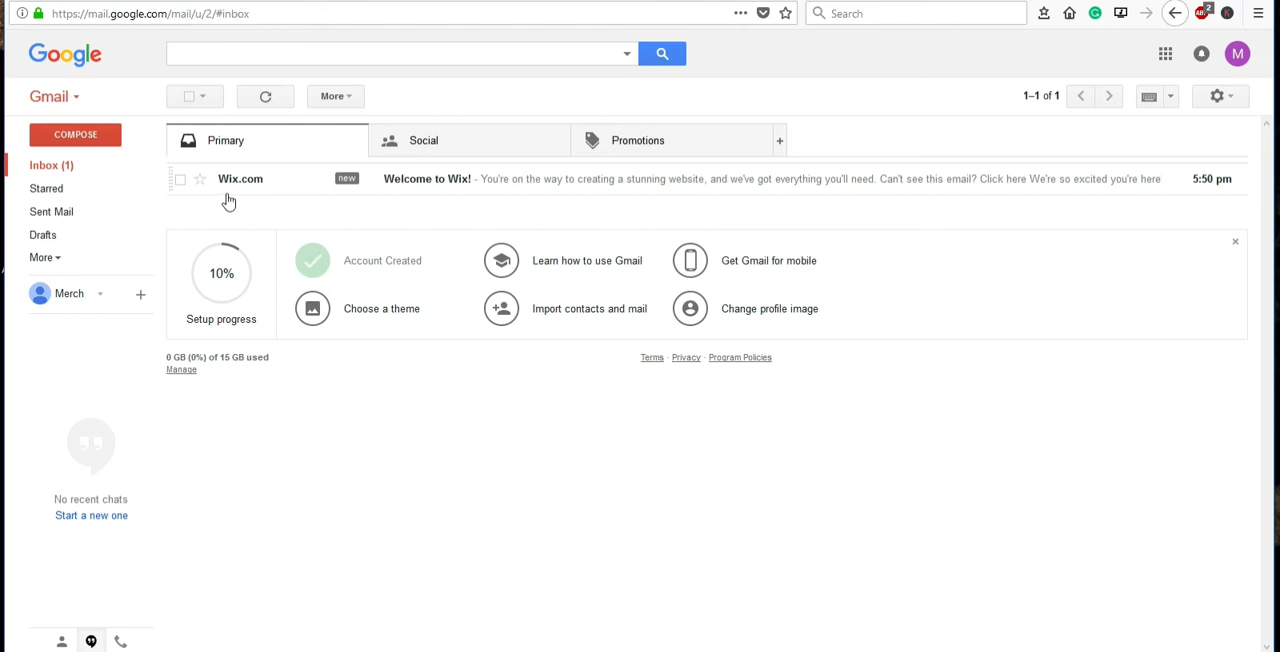 https://mail.google.com/mail/u/2/#inbox
Search
2
Google
M
Gmail
More
1–1 of 1
COMPOSE
Primary
Social
Promotions
+
Inbox (1)
Wix.com new Welcome to Wix! - You're on the way to creating a stunning website, and we've got everything you'll need. Can't see this email? Click here We're so excited you're here 5:50 pm
Starred
Sent Mail
Drafts
More
Merch
10%
Setup progress
Account Created
Learn how to use Gmail
Get Gmail for mobile
Choose a theme
Import contacts and mail
Change profile image
0 GB (0%) of 15 GB used
Manage
Terms · Privacy · Program Policies
No recent chats
Start a new one